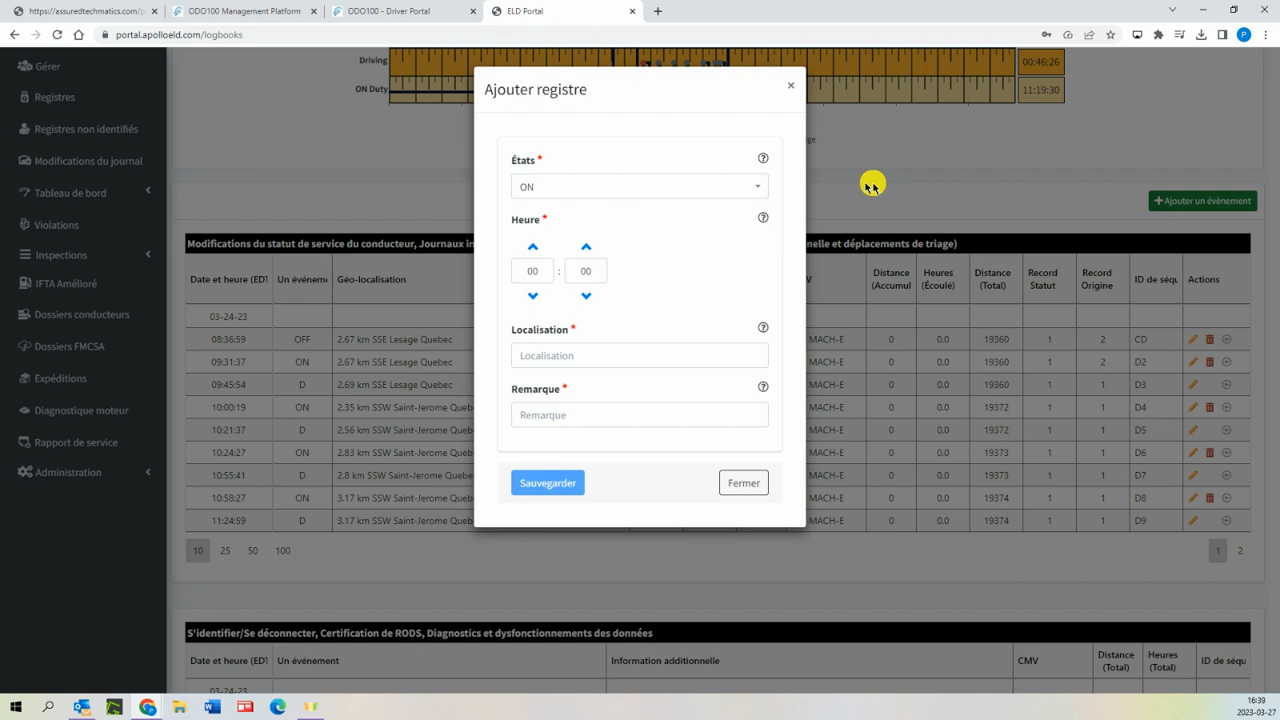 https://assuredtechmatics.com/p
ODO100 Management Platform
ODO100 - Driver Portal
ELD Portal
portal.apolloeld.com/logbooks
P
Gérer
Registres
Registres non identifiés
Modifications du journal
Tableau de bord
Violations
Inspections
IFTA Amélioré
Dossiers conducteurs
Dossiers FMCSA
Expéditions
Diagnostique moteur
Rapport de service
Administration
Driving 00:46:26
ON Duty 11:19:30
Ajouter registre ×
États *
ON
Heure *
00 : 00
Localisation *
Localisation
Remarque *
Remarque
Sauvegarder Fermer
+ Ajouter un évènement
Modifications du statut de service du conducteur, Journaux in nelle et déplacements de triage)
Date et heure (EDT Un événeme Géo-localisation Distance (Accumul Heures (Écoulé) Distance (Total) Record Statut Record Origine ID de séqu Actions
03-24-23
08:36:59 OFF 2.67 km SSE Lesage Quebec MACH-E 0 0.0 19360 1 2 CD
09:31:37 ON 2.67 km SSE Lesage Quebec MACH-E 0 0.0 19360 1 2 D2
09:45:54 D 2.69 km SSE Lesage Quebec MACH-E 0 0.0 19360 1 1 D3
10:00:19 ON 2.35 km SSW Saint-Jerome Queb MACH-E 0 0.0 19372 1 1 D4
10:21:37 D 2.56 km SSW Saint-Jerome Queb MACH-E 0 0.0 19372 1 1 D5
10:24:27 ON 2.83 km SSW Saint-Jerome Queb MACH-E 0 0.0 19373 1 1 D6
10:55:41 D 2.8 km SSW Saint-Jerome Quebe MACH-E 0 0.0 19373 1 1 D7
10:58:27 ON 3.17 km SSW Saint-Jerome Queb MACH-E 0 0.0 19374 1 1 D8
11:24:59 D 3.17 km SSW Saint-Jerome Queb MACH-E 0 0.0 19374 1 1 D9
10 25 50 100 1 2
S'identifier/Se déconnecter, Certification de RODS, Diagnostics et dysfonctionnements des données
Date et heure (EDT Un événement Information additionnelle CMV Distance (Total) Heures (Total) ID de séqu
03-24-23
16:39
2023-03-27